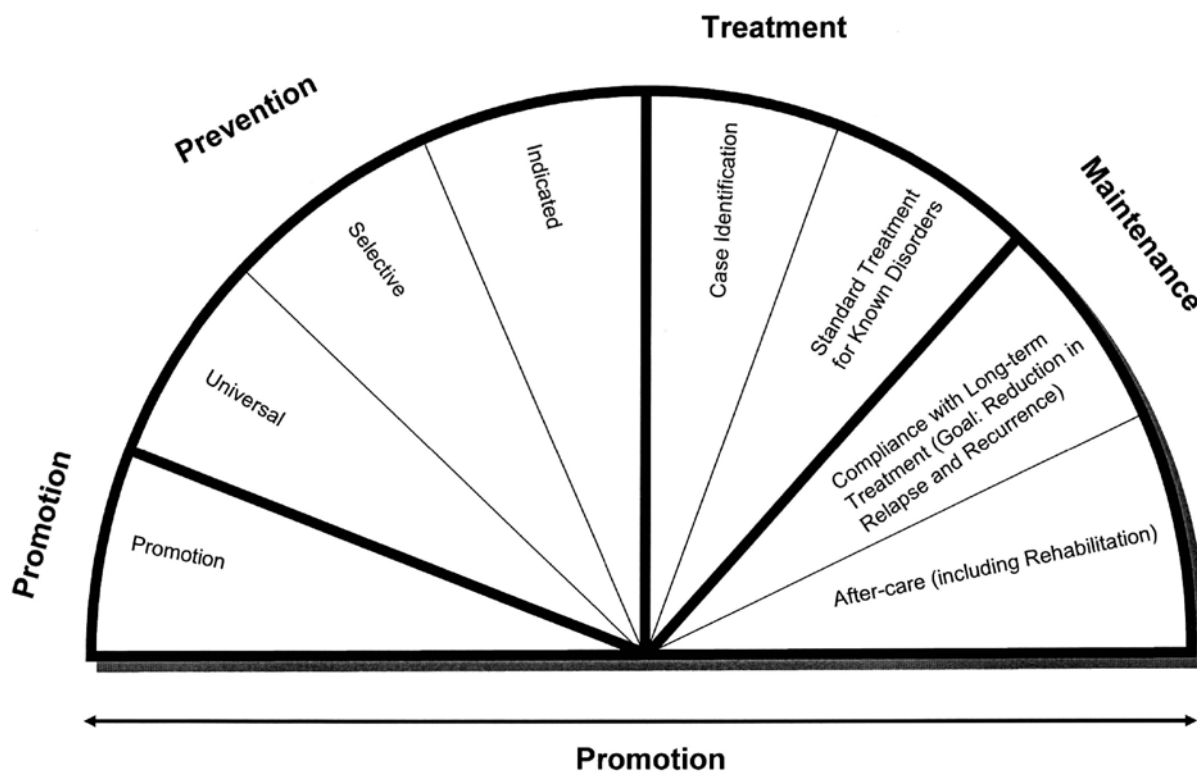 Treatment
Prevention
Maintenance
Promotion
Promotion
Universal
Selective
Indicated
Case Identification
Standard Treatment
for Known Disorders
Compliance with Long-term
Treatment (Goal: Reduction in
Relapse and Recurrence)
After-care (including Rehabilitation)
Promotion